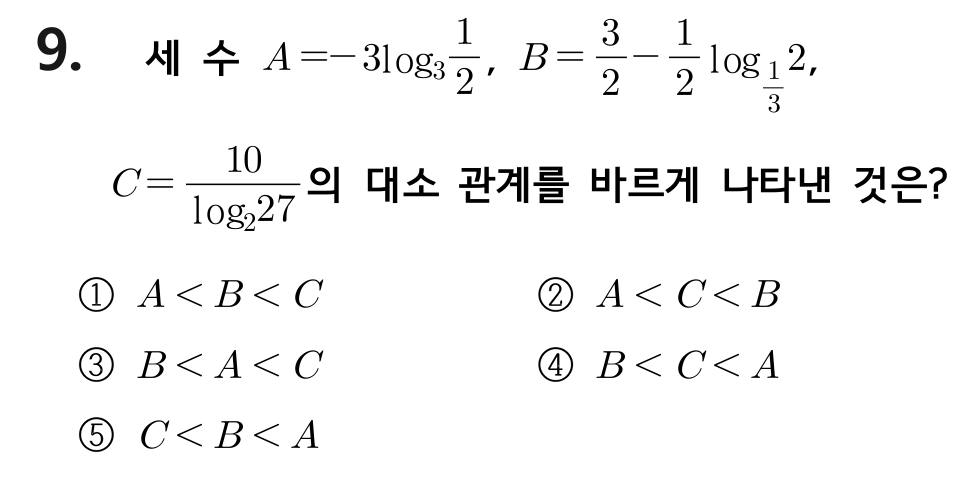 9. 세 수 $A=-3\log_3\frac{1}{2}$, $B=\frac{3}{2}-\frac{1}{2}\log_{\frac{1}{3}}2$,
$C=\frac{10}{\log_2 27}$의 대소 관계를 바르게 나타낸 것은?
① $A<B<C$ ② $A<C<B$
③ $B<A<C$ ④ $B<C<A$
⑤ $C<B<A$